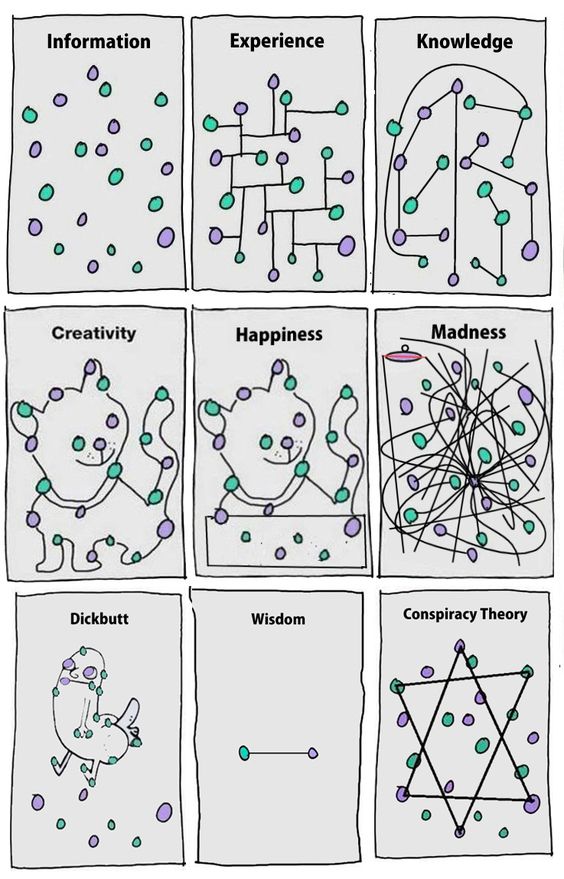 Information
Experience
Knowledge
Creativity
Happiness
Madness
Dickbutt
Wisdom
Conspiracy Theory